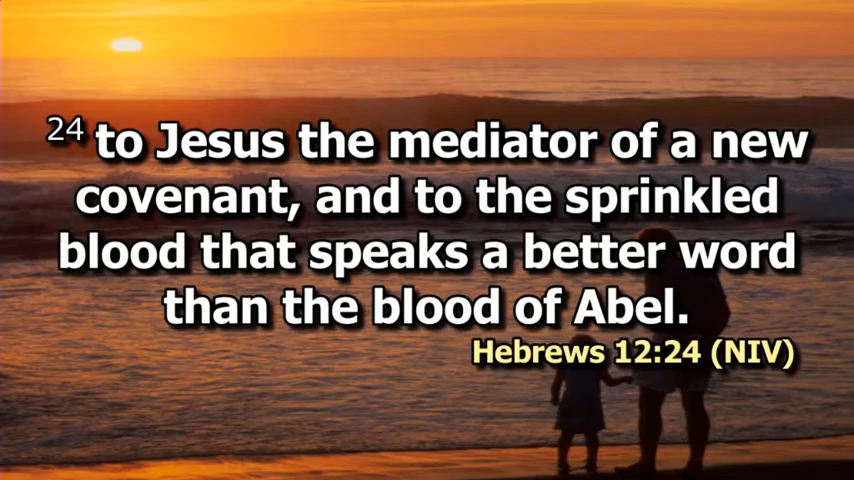 24 to Jesus the mediator of a new
covenant, and to the sprinkled
blood that speaks a better word
than the blood of Abel.
Hebrews 12:24 (NIV)